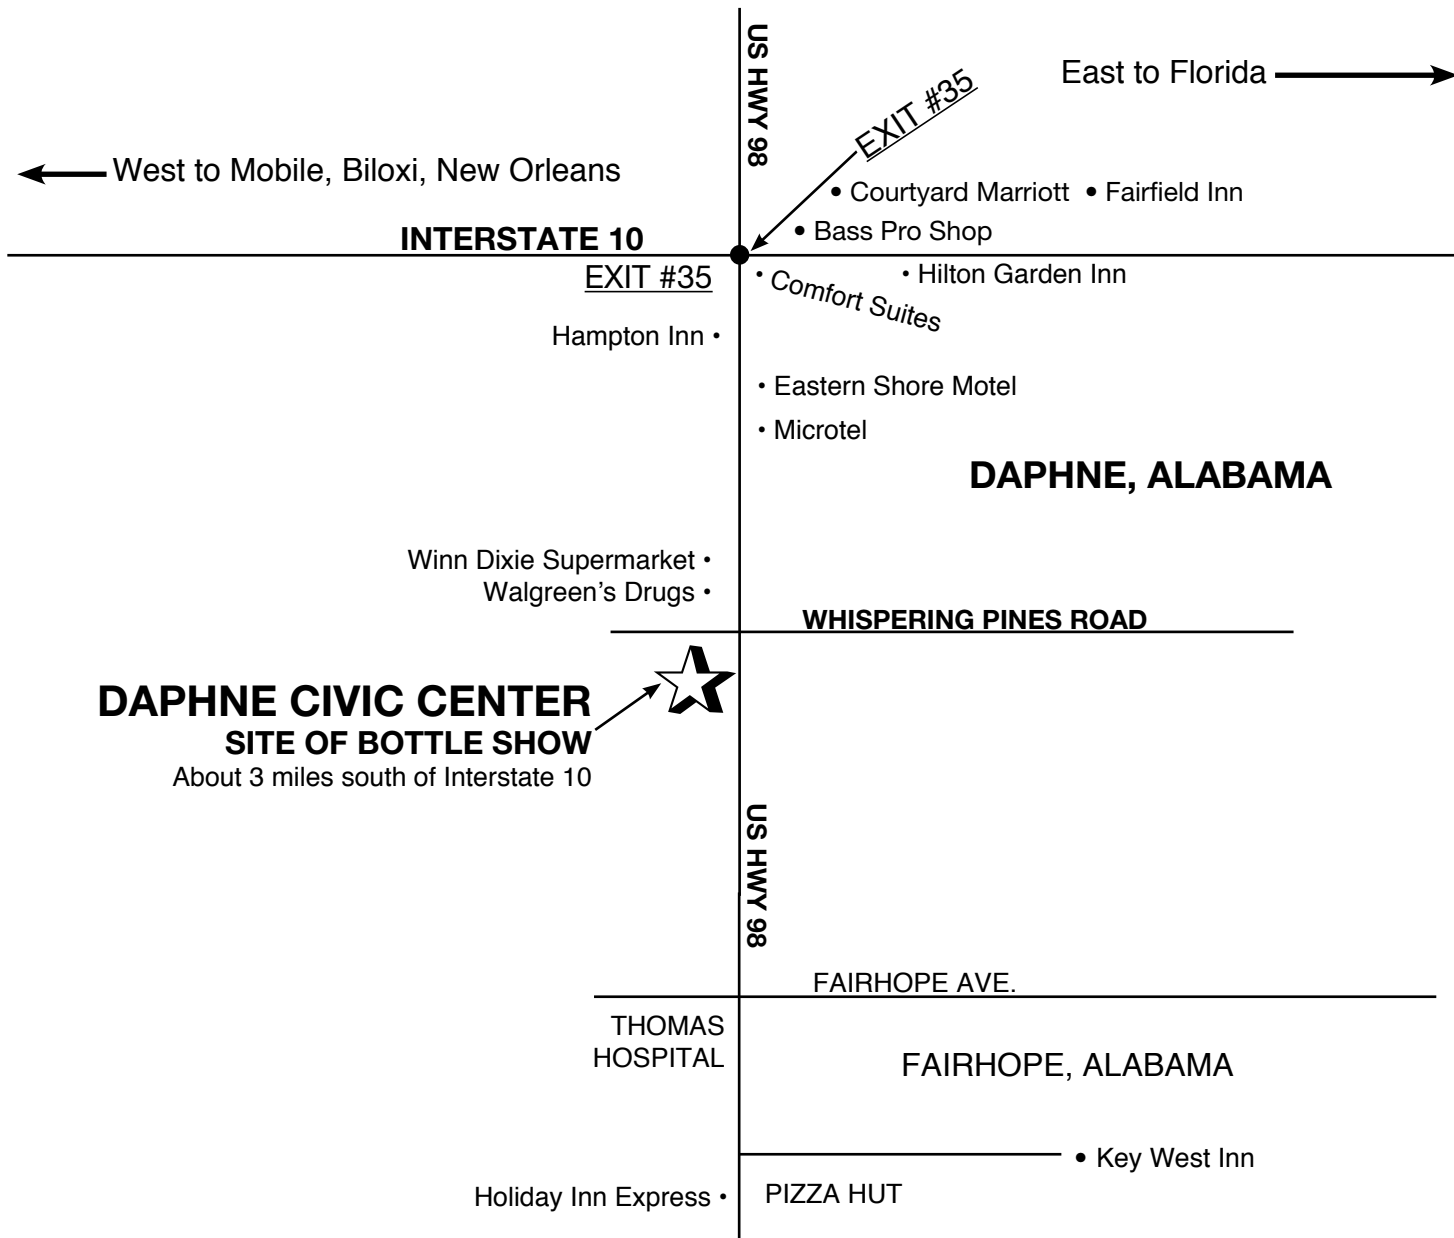 US HWY 98
East to Florida
EXIT #35
West to Mobile, Biloxi, New Orleans
• Courtyard Marriott • Fairfield Inn
• Bass Pro Shop
INTERSTATE 10
EXIT #35
• Comfort Suites
• Hilton Garden Inn
Hampton Inn •
• Eastern Shore Motel
• Microtel
DAPHNE, ALABAMA
Winn Dixie Supermarket •
Walgreen’s Drugs •
WHISPERING PINES ROAD
DAPHNE CIVIC CENTER
SITE OF BOTTLE SHOW
About 3 miles south of Interstate 10
US HWY 98
FAIRHOPE AVE.
THOMAS
HOSPITAL
FAIRHOPE, ALABAMA
• Key West Inn
Holiday Inn Express •
PIZZA HUT